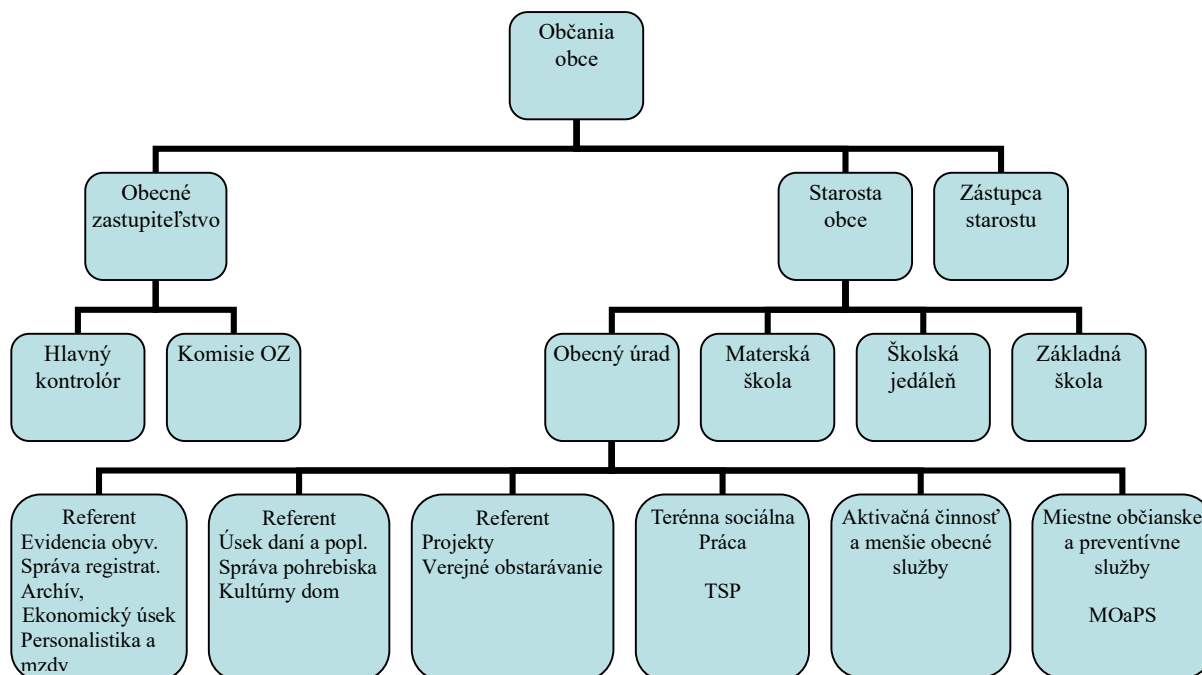 Občania
obce
Obecné
zastupiteľstvo
Starosta
obce
Zástupca
starostu
Hlavný
kontrolór
Komisie OZ
Obecný úrad
Materská
škola
Školská
jedáleň
Základná
škola
Referent
Evidencia obyv.
Správa registrat.
Archív,
Ekonomický úsek
Personalistika a
mzdy
Referent
Úsek daní a popl.
Správa pohrebiska
Kultúrny dom
Referent
Projekty
Verejné obstarávanie
Terénna sociálna
Práca
TSP
Aktivačná činnosť
a menšie obecné
služby
Miestne občianske
a preventívne
služby
MOaPS